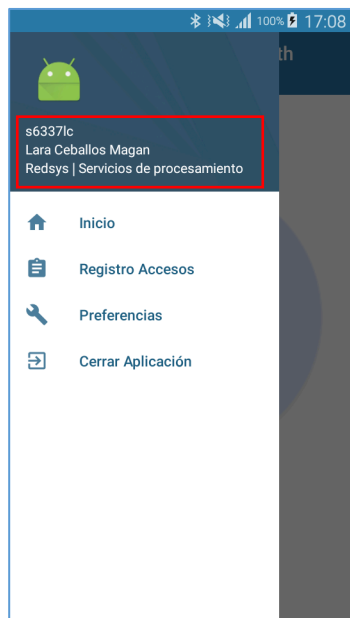 100% 17:08
th
s6337lc
Lara Ceballos Magan
Redsys | Servicios de procesamiento
Inicio
Registro Accesos
Preferencias
Cerrar Aplicación